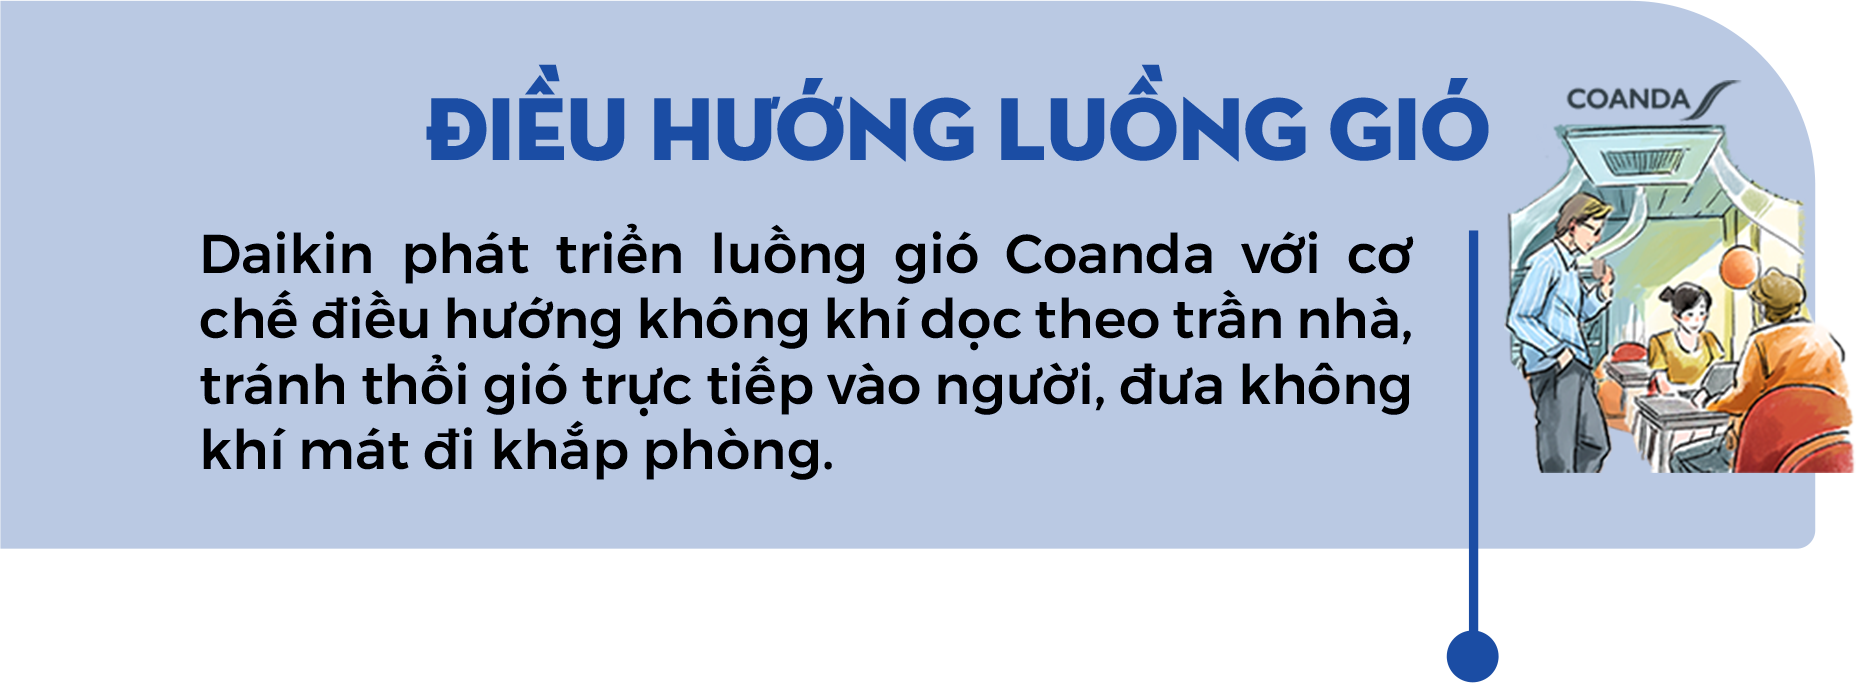 ĐIỀU HƯỚNG LUỒNG GIÓ
COANDA
Daikin phát triển luồng gió Coanda với cơ
chế điều hướng không khí dọc theo trần nhà,
tránh thổi gió trực tiếp vào người, đưa không
khí mát đi khắp phòng.